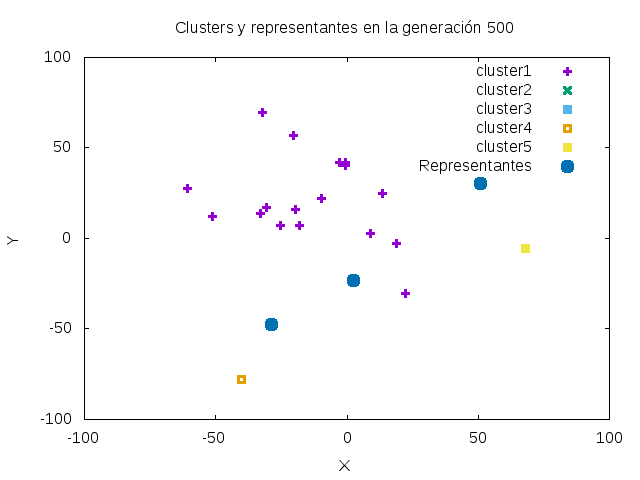 Clusters y representantes en la generación 500
100
50
0
-50
-100
-100
-50
0
50
100
Y
X
cluster1
cluster2
cluster3
cluster4
cluster5
Representantes